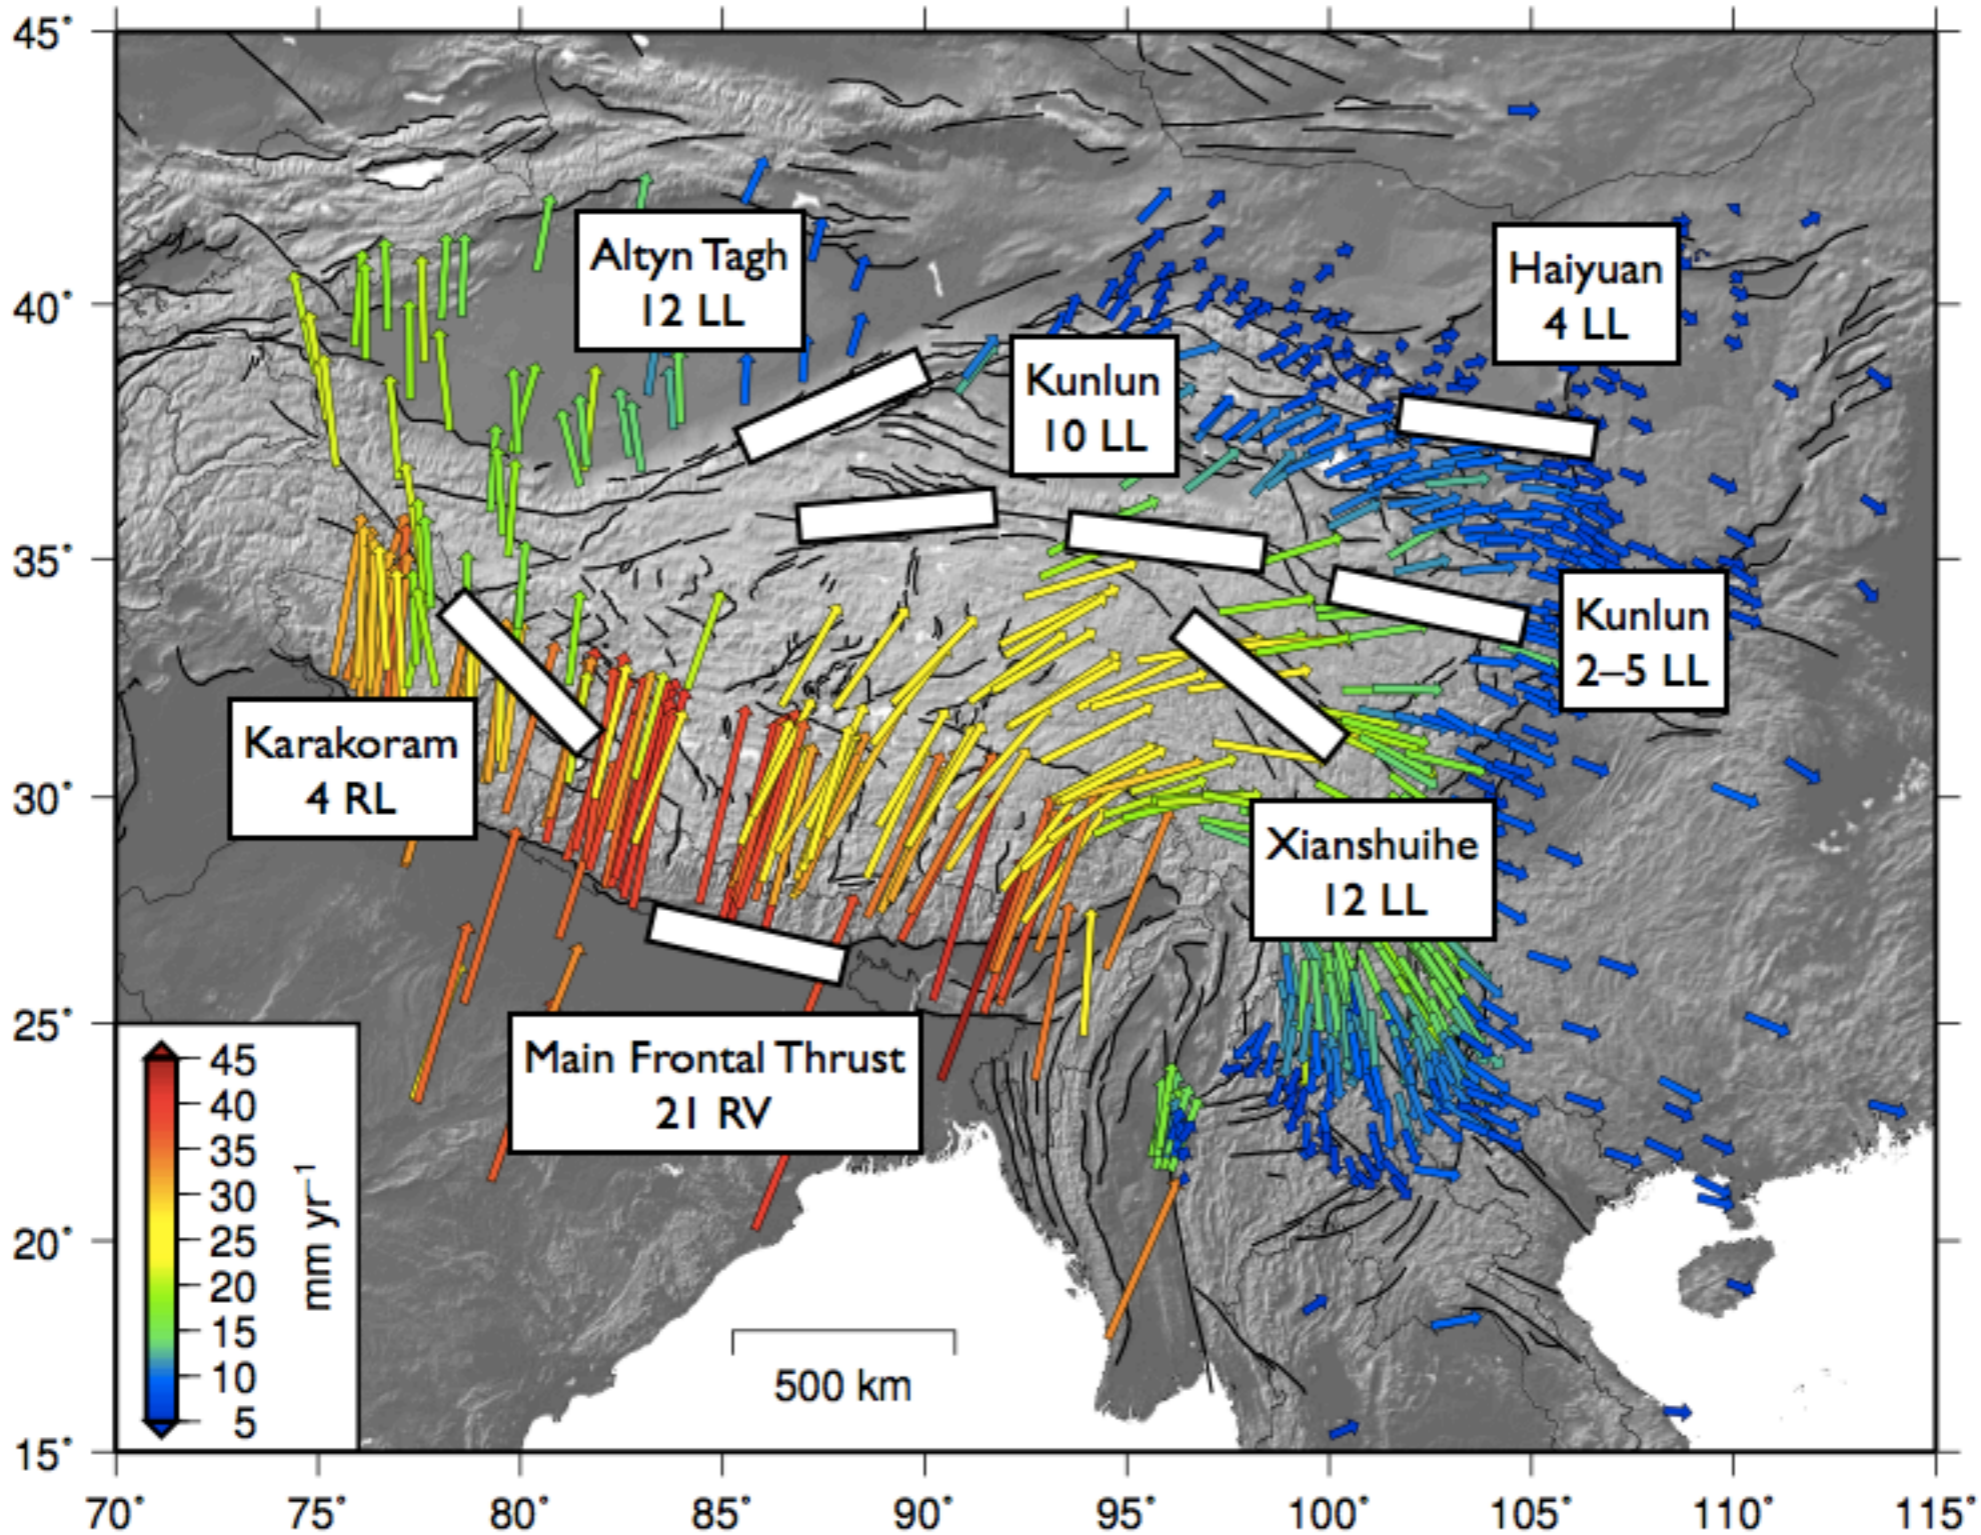 45°
40°
35°
30°
25°
20°
15°
Altyn Tagh
12 LL
Haiyuan
4 LL
Kunlun
10 LL
Kunlun
2–5 LL
Karakoram
4 RL
Xianshuihe
12 LL
Main Frontal Thrust
21 RV
45
40
35
30
25
20
15
10
5
mm yr⁻¹
500 km
70° 75° 80° 85° 90° 95° 100° 105° 110° 115°